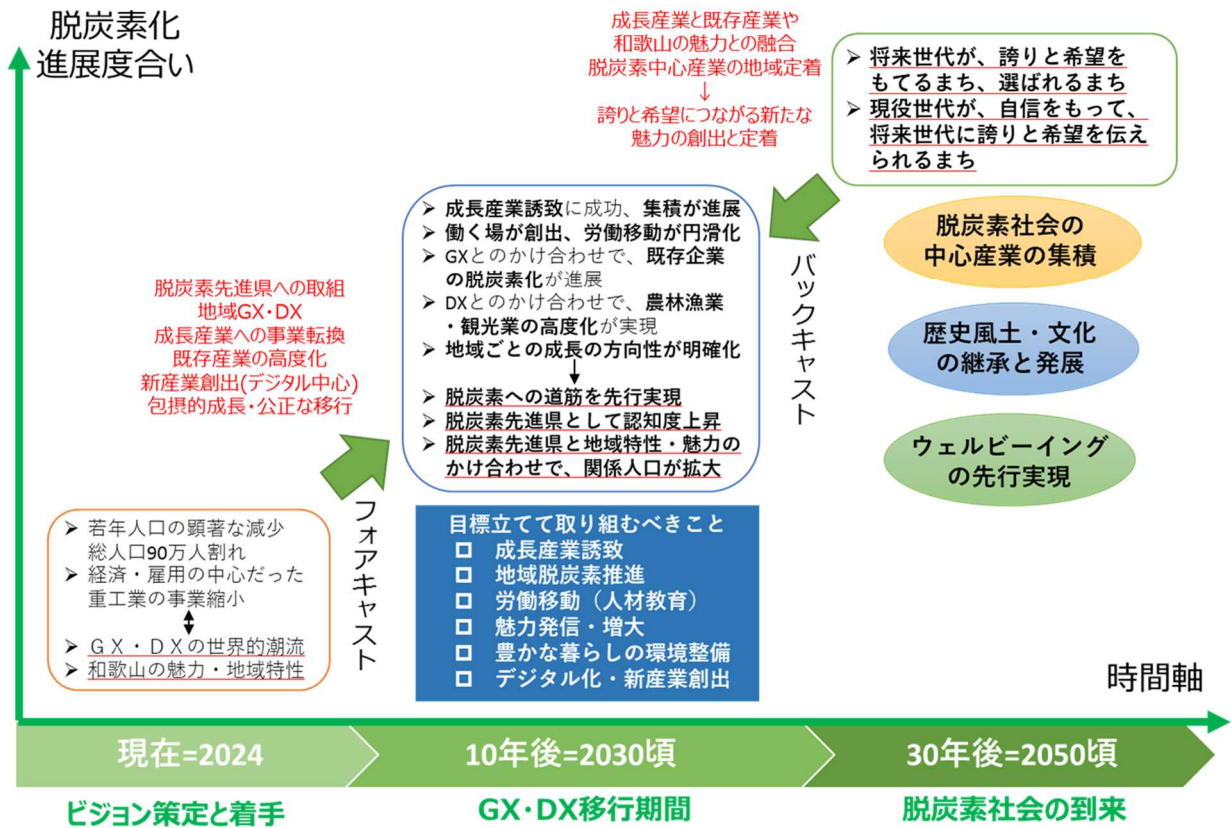 脱炭素化
進展度合い
成長産業と既存産業や
和歌山の魅力との融合
脱炭素中心産業の地域定着
↓
誇りと希望につながる新たな
魅力の創出と定着
➢ 将来世代が、誇りと希望を
もてるまち、選ばれるまち
➢ 現役世代が、自信をもって、
将来世代に誇りと希望を伝え
られるまち
バックキャスト
脱炭素社会の
中心産業の集積
歴史風土・文化
の継承と発展
ウェルビーイング
の先行実現
➢ 成長産業誘致に成功、集積が進展
➢ 働く場が創出、労働移動が円滑化
➢ GXとのかけ合わせで、既存企業
の脱炭素化が進展
➢ DXとのかけ合わせで、農林漁業
・観光業の高度化が実現
➢ 地域ごとの成長の方向性が明確化
➢ 脱炭素への道筋を先行実現
➢ 脱炭素先進県として認知度上昇
➢ 脱炭素先進県と地域特性・魅力の
かけ合わせで、関係人口が拡大
脱炭素先進県への取組
地域GX・DX
成長産業への事業転換
既存産業の高度化
新産業創出(デジタル中心)
包摂的成長・公正な移行
フォアキャスト
➢ 若年人口の顕著な減少
総人口90万人割れ
➢ 経済・雇用の中心だった
重工業の事業縮小
➢ ＧＸ・ＤＸの世界的潮流
➢ 和歌山の魅力・地域特性
目標立てて取り組むべきこと
□ 成長産業誘致
□ 地域脱炭素推進
□ 労働移動（人材教育）
□ 魅力発信・増大
□ 豊かな暮らしの環境整備
□ デジタル化・新産業創出
時間軸
現在=2024
10年後=2030頃
30年後=2050頃
ビジョン策定と着手
GX・DX移行期間
脱炭素社会の到来